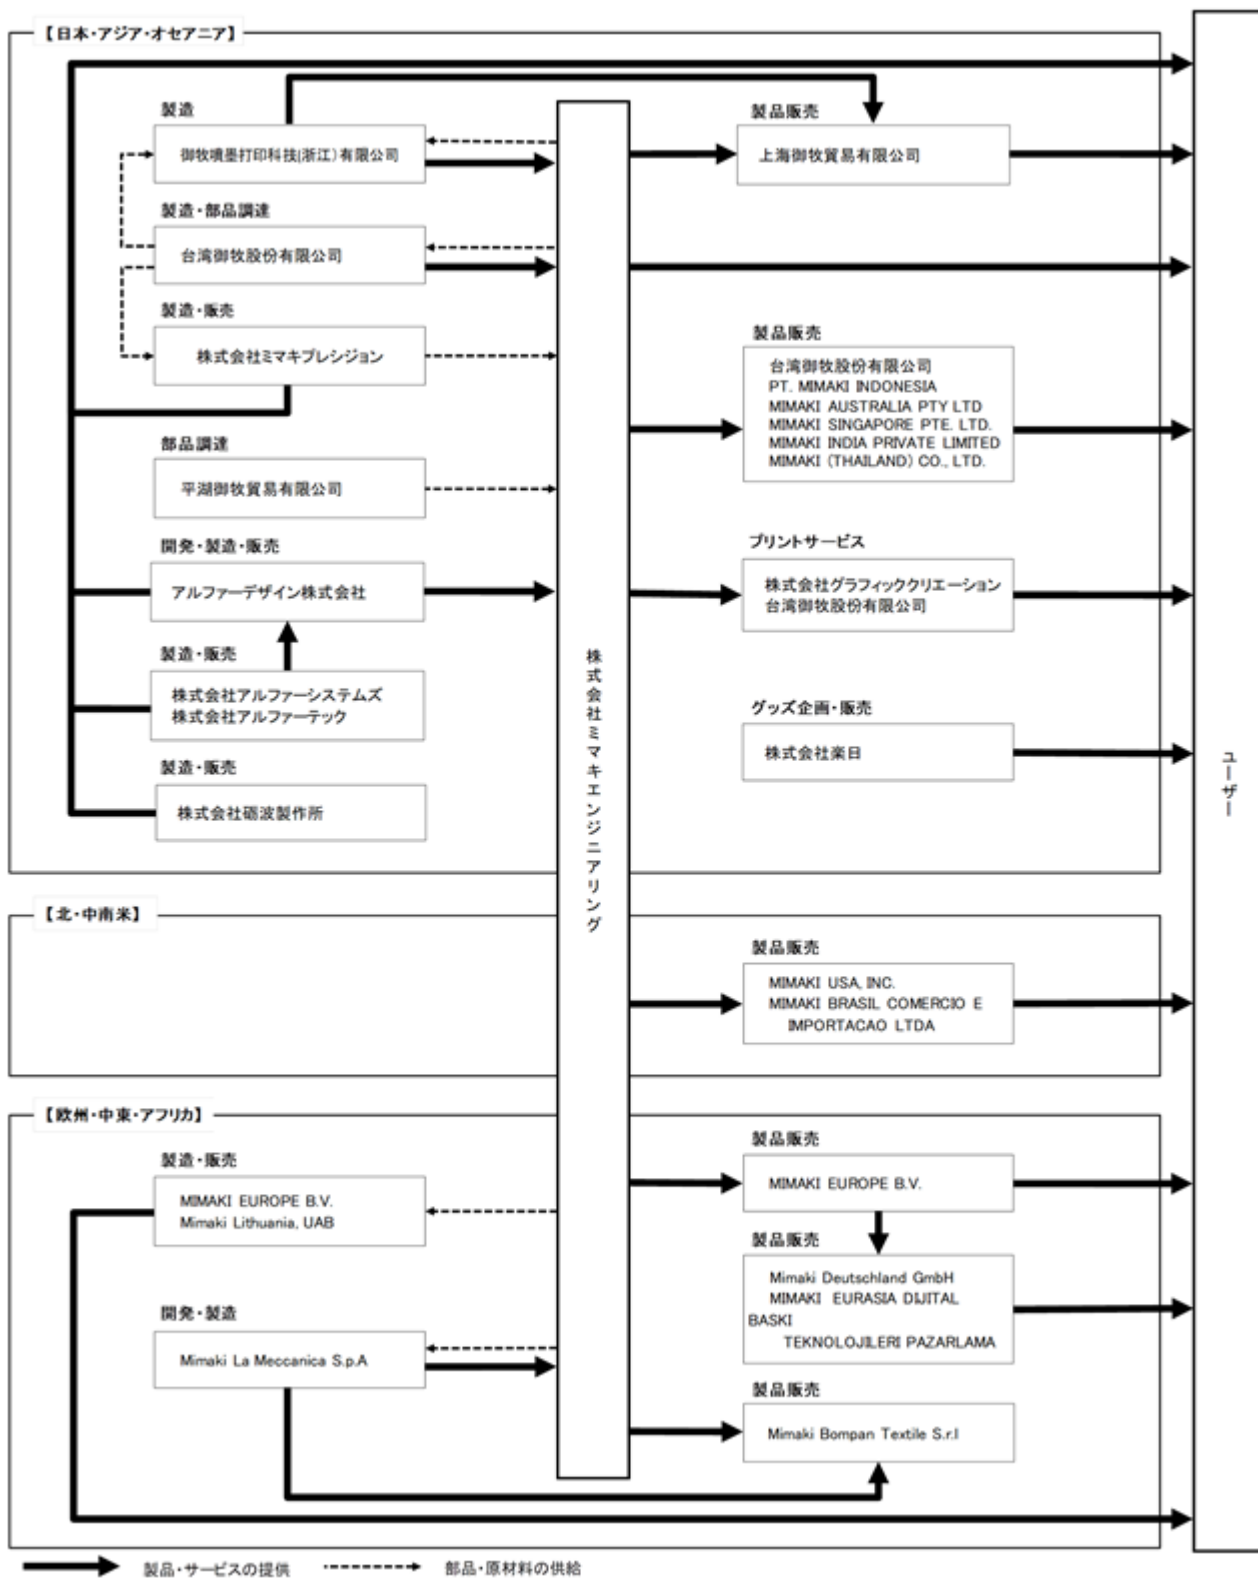 【日本・アジア・オセアニア】
製造
御牧噴墨打印科技(浙江)有限公司
製造・部品調達
台湾御牧股份有限公司
製造・販売
株式会社ミマキプレシジョン
部品調達
平湖御牧貿易有限公司
開発・製造・販売
アルファーデザイン株式会社
製造・販売
株式会社アルファーシステムズ
株式会社アルファーテック
製造・販売
株式会社砺波製作所
株式会社ミマキエンジニアリング
製品販売
上海御牧貿易有限公司
製品販売
台湾御牧股份有限公司
PT. MIMAKI INDONESIA
MIMAKI AUSTRALIA PTY LTD
MIMAKI SINGAPORE PTE. LTD.
MIMAKI INDIA PRIVATE LIMITED
MIMAKI (THAILAND) CO., LTD.
プリントサービス
株式会社グラフィッククリエーション
台湾御牧股份有限公司
グッズ企画・販売
株式会社楽日
ユーザー
【北・中南米】
製品販売
MIMAKI USA, INC.
MIMAKI BRASIL COMERCIO E
IMPORTACAO LTDA
【欧州・中東・アフリカ】
製造・販売
MIMAKI EUROPE B.V.
Mimaki Lithuania, UAB
開発・製造
Mimaki La Meccanica S.p.A
製品販売
MIMAKI EUROPE B.V.
製品販売
Mimaki Deutschland GmbH
MIMAKI EURASIA DIJITAL
BASKI
TEKNOLOJILERI PAZARLAMA
製品販売
Mimaki Bompan Textile S.r.l
製品・サービスの提供
部品・原材料の供給